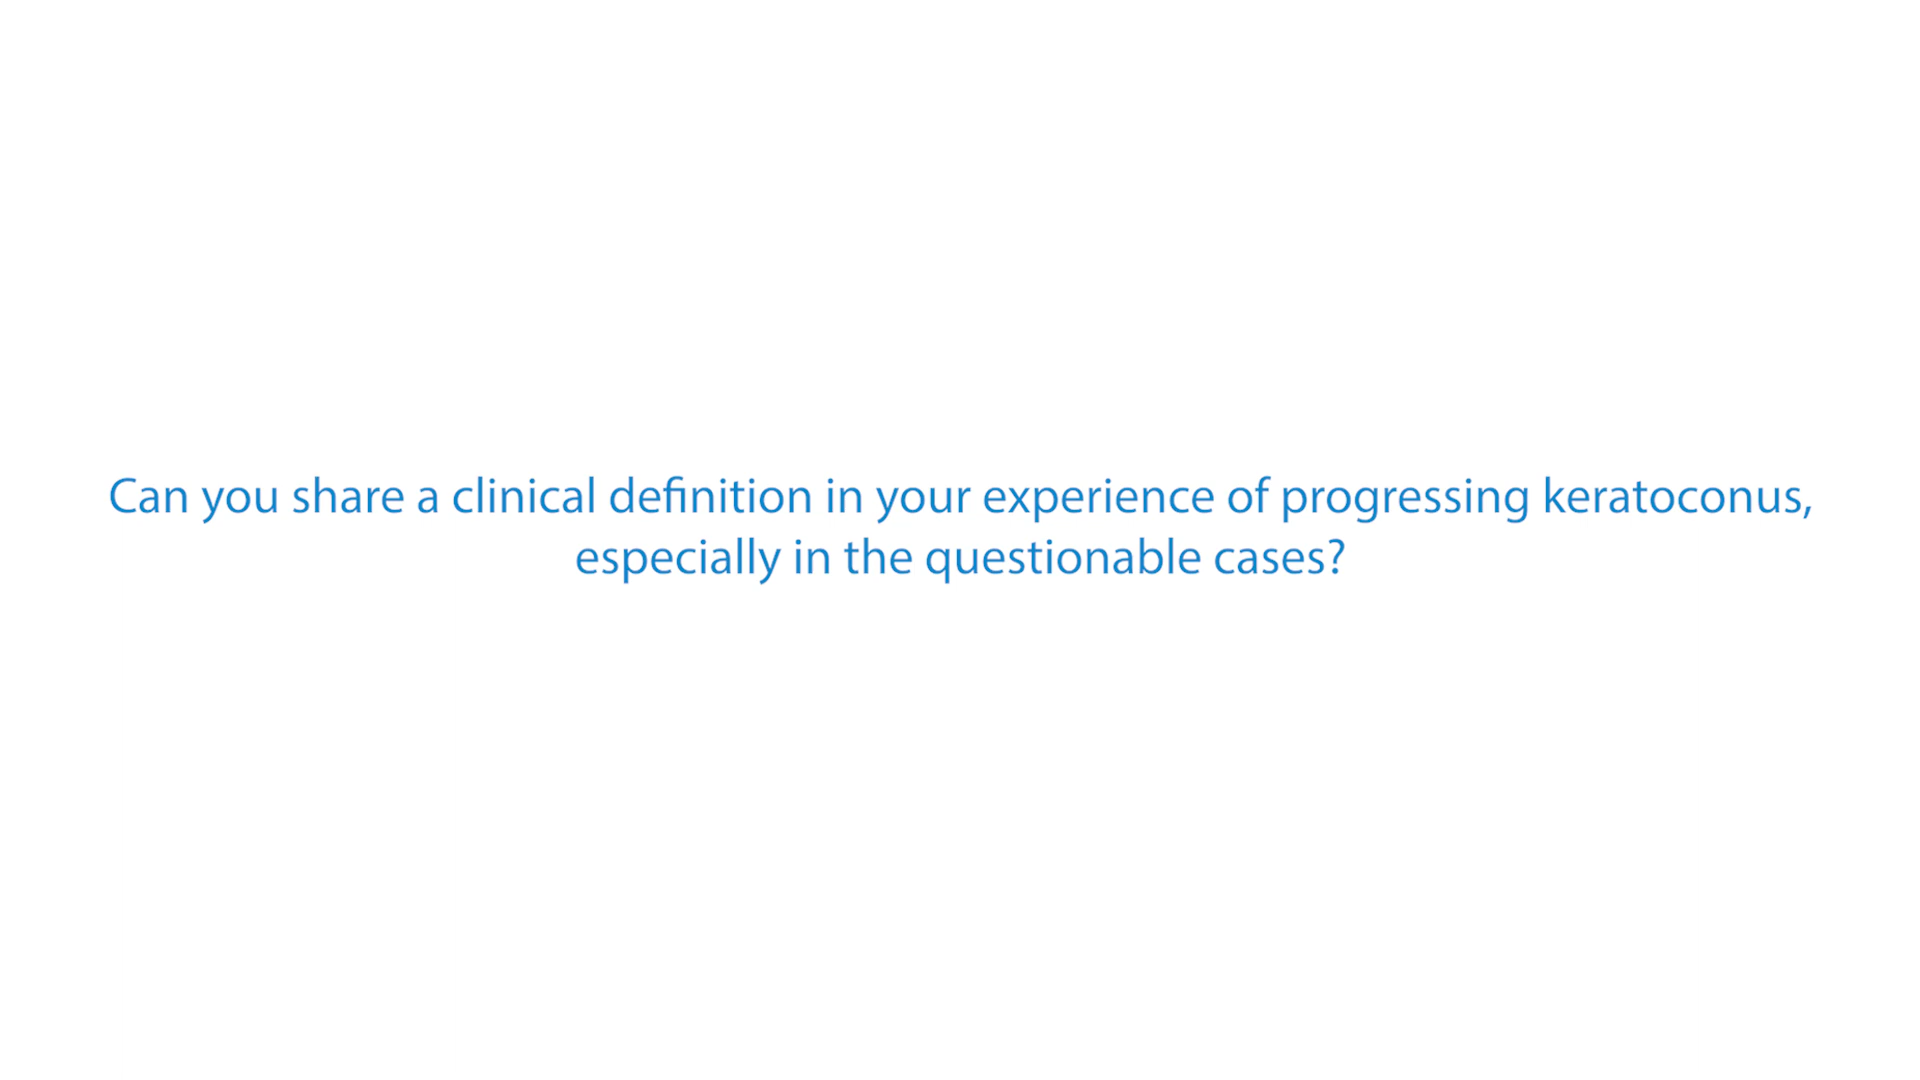 Can you share a clinical definition in your experience of progressing keratoconus,
especially in the questionable cases?